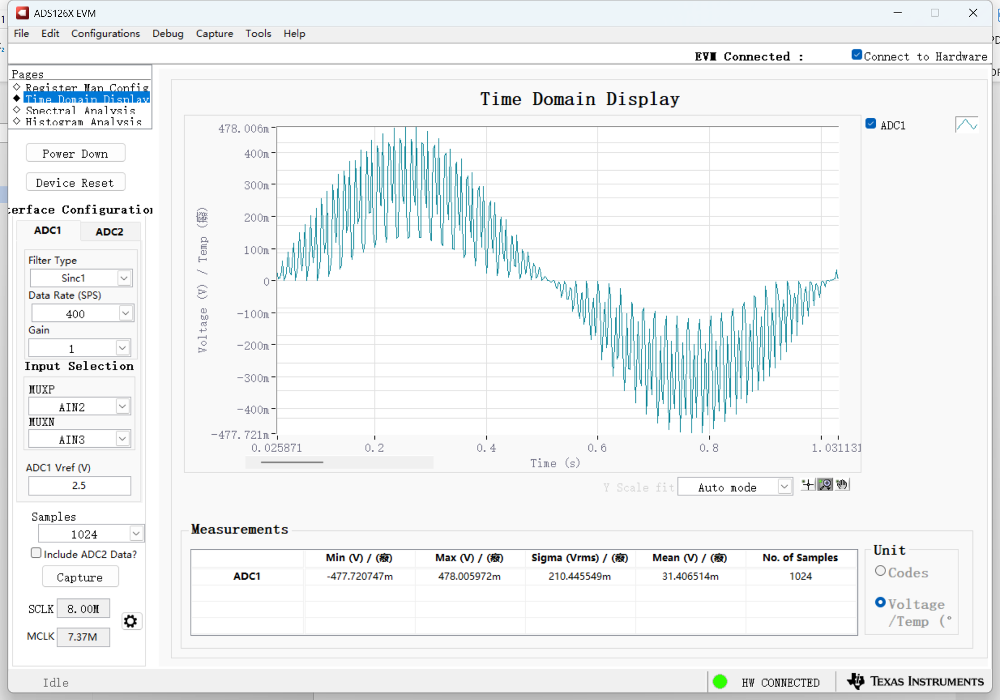 ADS126X EVM
File Edit Configurations Debug Capture Tools Help
EVM Connected :
Connect to Hardware
Pages
Register Map Config
Time Domain Display
Spectral Analysis
Histogram Analysis
Power Down
Device Reset
terface Configuration
ADC1 ADC2
Filter Type
Sinc1
Data Rate (SPS)
400
Gain
1
Input Selection
MUXP
AIN2
MUXN
AIN3
ADC1 Vref (V)
2.5
Samples
1024
Include ADC2 Data?
Capture
SCLK 8.00M
MCLK 7.37M
Time Domain Display
ADC1
478.006m
400m
300m
200m
100m
0
-100m
-200m
-300m
-400m
-477.721m
Voltage (V) / Temp (癈)
0.025871 0.2 0.4 0.6 0.8 1.031131
Time (s)
Y Scale fit Auto mode
Measurements
Min (V) / (癈) Max (V) / (癈) Sigma (Vrms) / (癈) Mean (V) / (癈) No. of Samples
ADC1 -477.720747m 478.005972m 210.445549m 31.406514m 1024
Unit
Codes
Voltage
/Temp (°
Idle
HW CONNECTED
TEXAS INSTRUMENTS